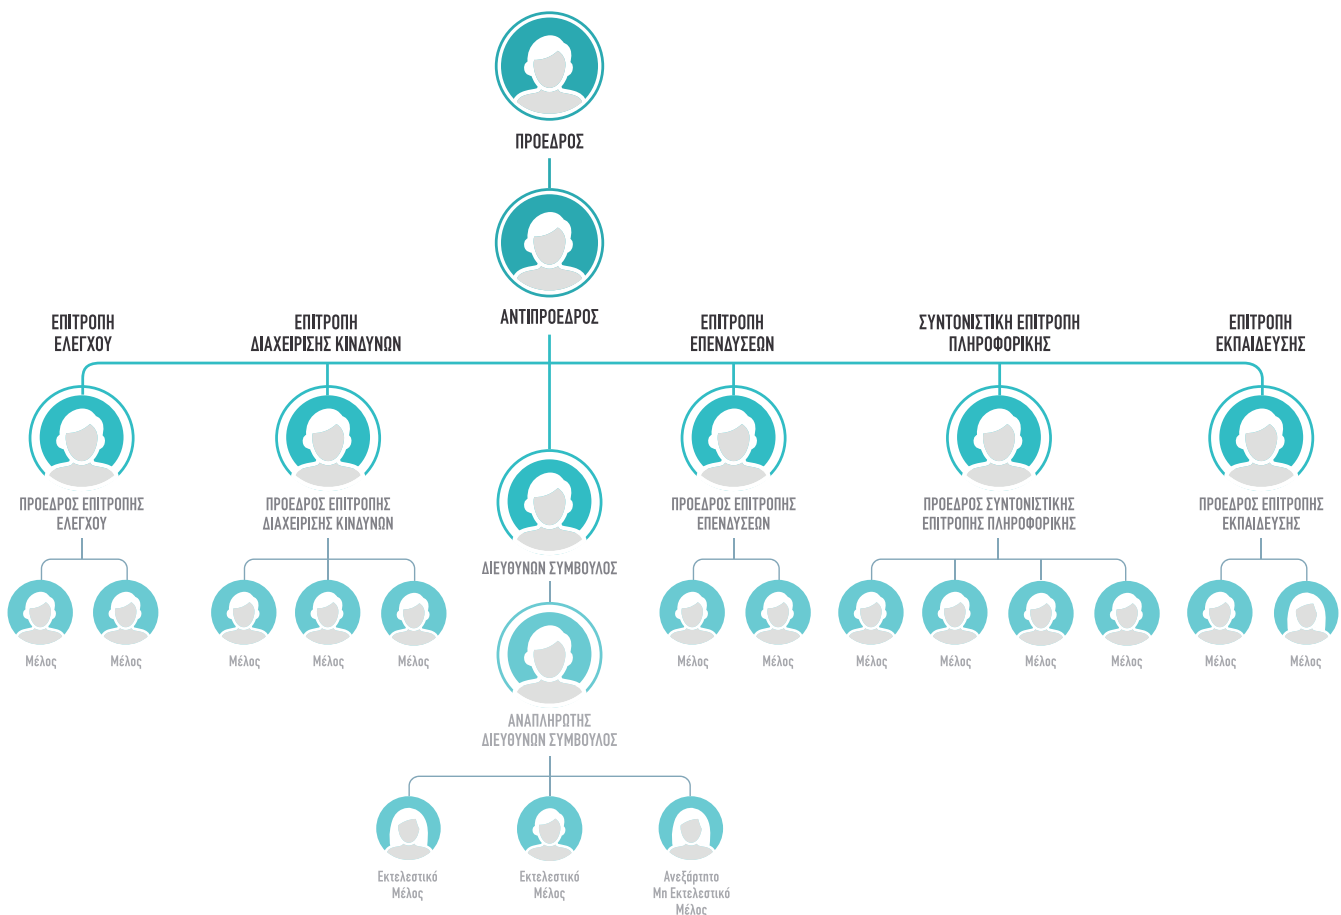 ΠΡΟΕΔΡΟΣ
ΑΝΤΙΠΡΟΕΔΡΟΣ
ΕΠΙΤΡΟΠΗ
ΕΛΕΓΧΟΥ
ΕΠΙΤΡΟΠΗ
ΔΙΑΧΕΙΡΙΣΗΣ ΚΙΝΔΥΝΩΝ
ΕΠΙΤΡΟΠΗ
ΕΠΕΝΔΥΣΕΩΝ
ΣΥΝΤΟΝΙΣΤΙΚΗ ΕΠΙΤΡΟΠΗ
ΠΛΗΡΟΦΟΡΙΚΗΣ
ΕΠΙΤΡΟΠΗ
ΕΚΠΑΙΔΕΥΣΗΣ
ΠΡΟΕΔΡΟΣ ΕΠΙΤΡΟΠΗΣ
ΕΛΕΓΧΟΥ
ΠΡΟΕΔΡΟΣ ΕΠΙΤΡΟΠΗΣ
ΔΙΑΧΕΙΡΙΣΗΣ ΚΙΝΔΥΝΩΝ
ΔΙΕΥΘΥΝΩΝ ΣΥΜΒΟΥΛΟΣ
ΠΡΟΕΔΡΟΣ ΕΠΙΤΡΟΠΗΣ
ΕΠΕΝΔΥΣΕΩΝ
ΠΡΟΕΔΡΟΣ ΣΥΝΤΟΝΙΣΤΙΚΗΣ
ΕΠΙΤΡΟΠΗΣ ΠΛΗΡΟΦΟΡΙΚΗΣ
ΠΡΟΕΔΡΟΣ ΕΠΙΤΡΟΠΗΣ
ΕΚΠΑΙΔΕΥΣΗΣ
Μέλος
Μέλος
Μέλος
Μέλος
Μέλος
Μέλος
Μέλος
Μέλος
Μέλος
Μέλος
Μέλος
Μέλος
Μέλος
ΑΝΑΠΛΗΡΩΤΗΣ
ΔΙΕΥΘΥΝΩΝ ΣΥΜΒΟΥΛΟΣ
Εκτελεστικό
Μέλος
Εκτελεστικό
Μέλος
Ανεξάρτητο
Μη Εκτελεστικό
Μέλος